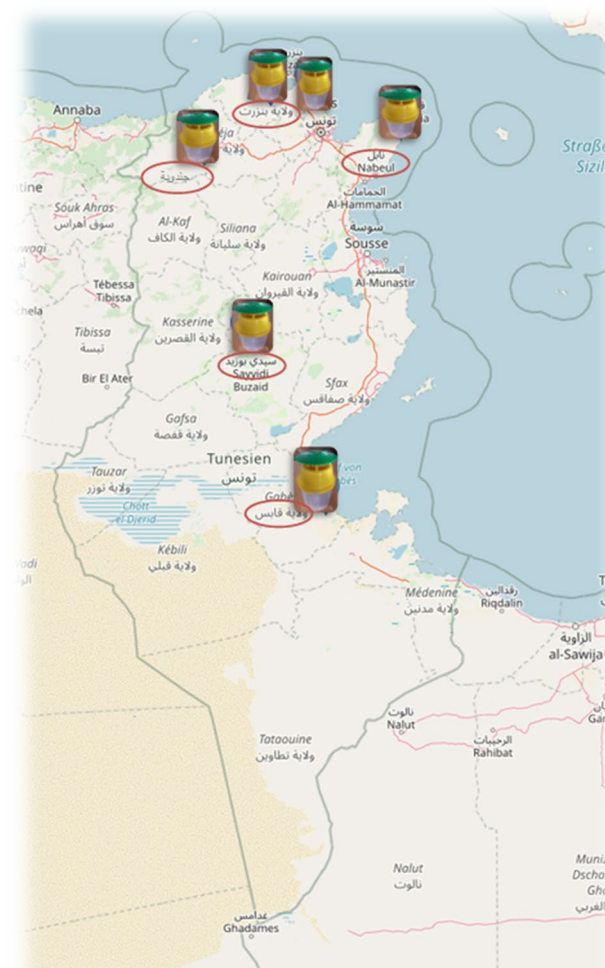 بنزرت
ولاية بنزرت
Annaba
تونس
ولاية
نابل
Nabeul
Straße
Sizil
جندوبة
الحمامات
Al-Hammamat
Souk Ahras
سوق أهراس
Al-Kaf
ولاية الكاف
Siliana
ولاية سليانة
سوسة
Sousse
Kairouan
ولاية القيروان
المنستير
Al-Munastir
Tébessa
Tibissa
Tibissa
تبسة
Kasserine
ولاية القصرين
سيدي بوزيد
Sayyidi
Buzaid
Bir El Ater
Sfax
ولاية صفاقس
Gafsa
ولاية قفصة
Tunesien
تونس
Tauzar
ولاية توزر
Chott
el Djerid
ولاية قابس
Kébili
ولاية قبلي
Médenine
ولاية مدنين
رقدالين
Riqdalin
الزاوية
al-Sawija
نالوت
Nalut
الرحيبات
Rahibat
Tataouine
ولاية تطاوين
Nalut
نالوت
غدامس
Ghadames